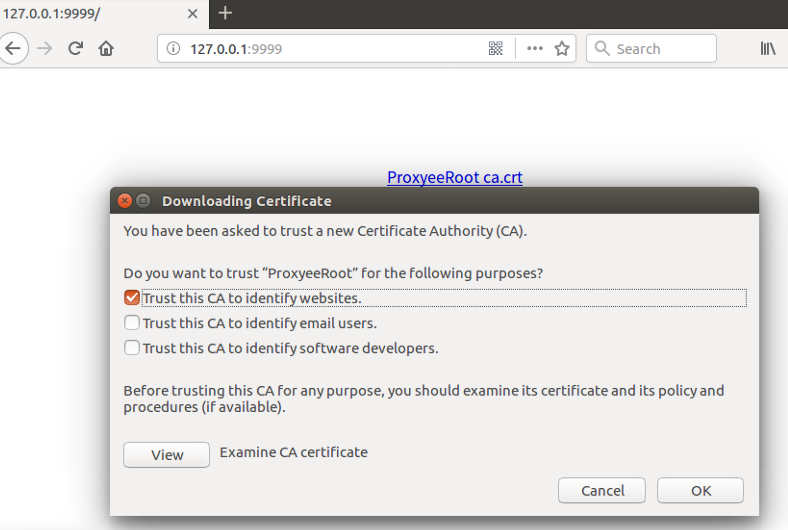 127.0.0.1:9999/
127.0.0.1:9999
Search
ProxyeeRoot ca.crt
Downloading Certificate
You have been asked to trust a new Certificate Authority (CA).
Do you want to trust “ProxyeeRoot” for the following purposes?
Trust this CA to identify websites.
Trust this CA to identify email users.
Trust this CA to identify software developers.
Before trusting this CA for any purpose, you should examine its certificate and its policy and
procedures (if available).
View Examine CA certificate
Cancel OK